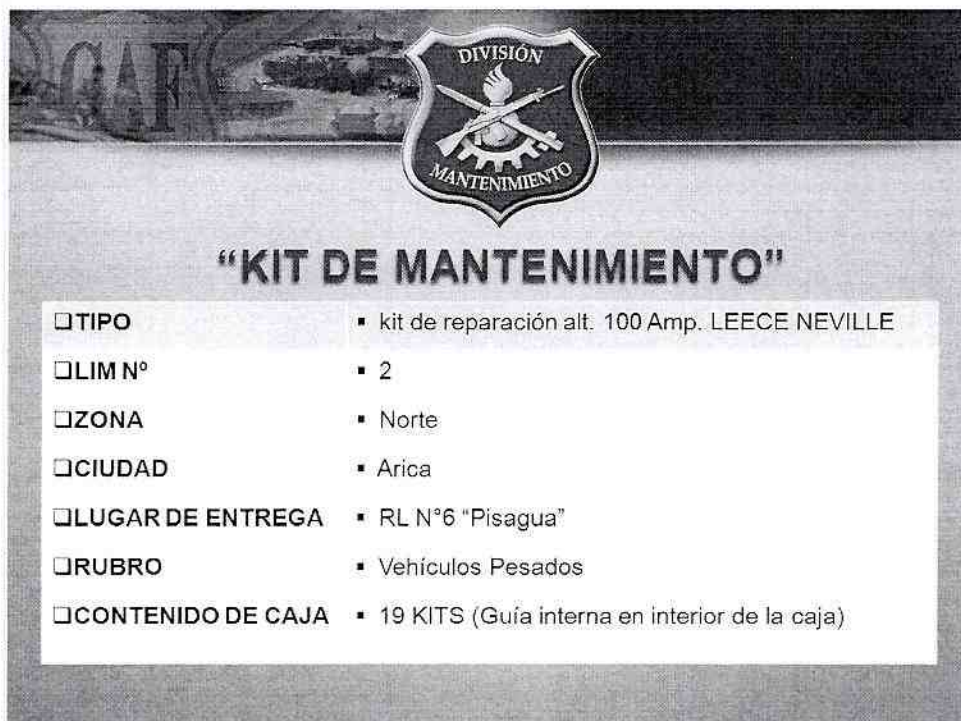 CAF
DIVISIÓN
MANTENIMIENTO
“KIT DE MANTENIMIENTO”
❑TIPO ▪ kit de reparación alt. 100 Amp. LEECE NEVILLE
❑LIM Nº ▪ 2
❑ZONA ▪ Norte
❑CIUDAD ▪ Arica
❑LUGAR DE ENTREGA ▪ RL N°6 “Pisagua”
❑RUBRO ▪ Vehículos Pesados
❑CONTENIDO DE CAJA ▪ 19 KITS (Guía interna en interior de la caja)